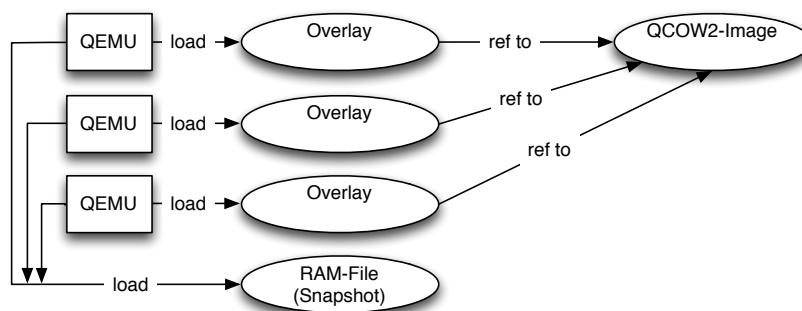 QEMU load Overlay ref to QCOW2-Image
ref to
QEMU load Overlay
ref to
QEMU load Overlay
load RAM-File
(Snapshot)